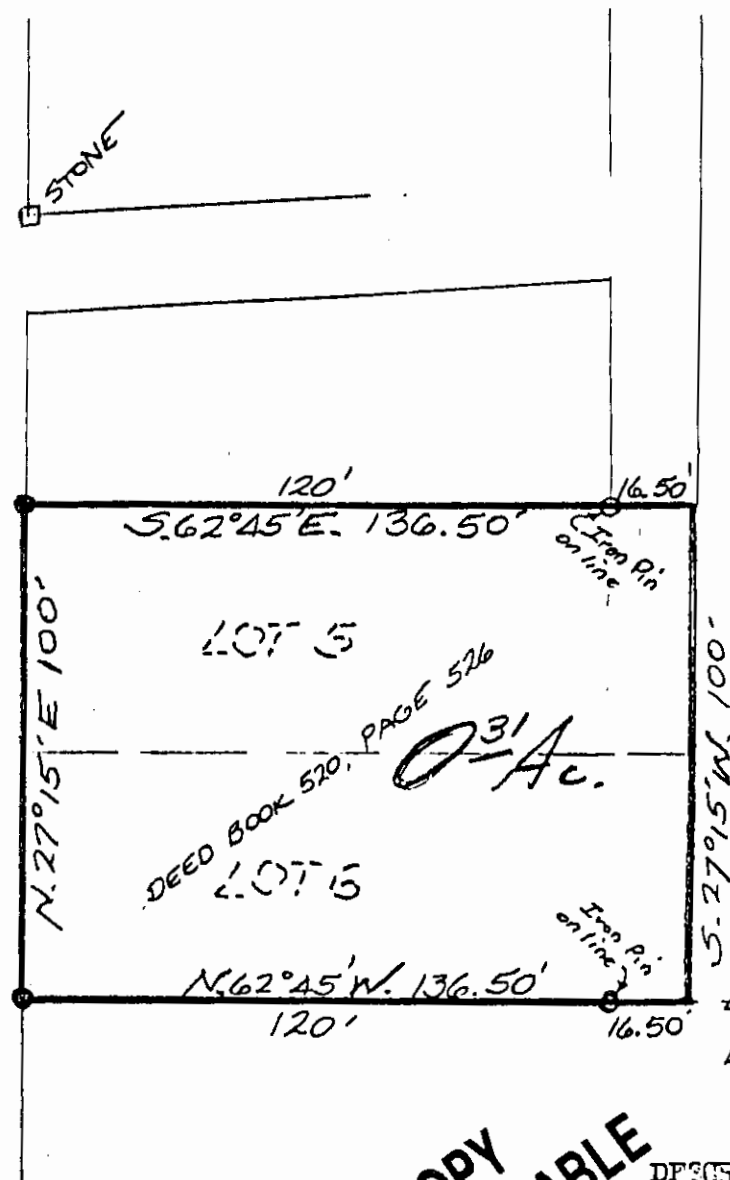 STONE
120'
16.50'
S.62°45'E. 136.50'
Iron Pin
on line
LOT 5
N.27°15'E 100'
S.27°15'W. 100'
DEED BOOK 520, PAGE 526
0 31 Ac.
LOT 6
Iron Pin
on line
N.62°45'W. 136.50'
120'
16.50'